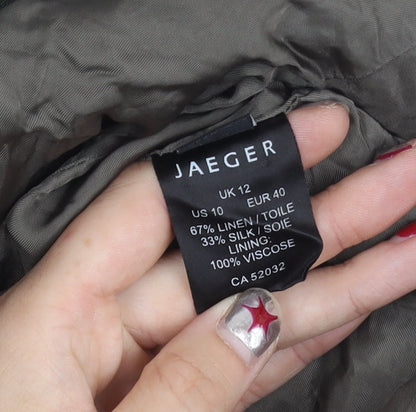 JAEGER
UK 12
US 10 EUR 40
67% LINEN / TOILE
33% SILK / SOIE
LINING:
100% VISCOSE
CA 52032